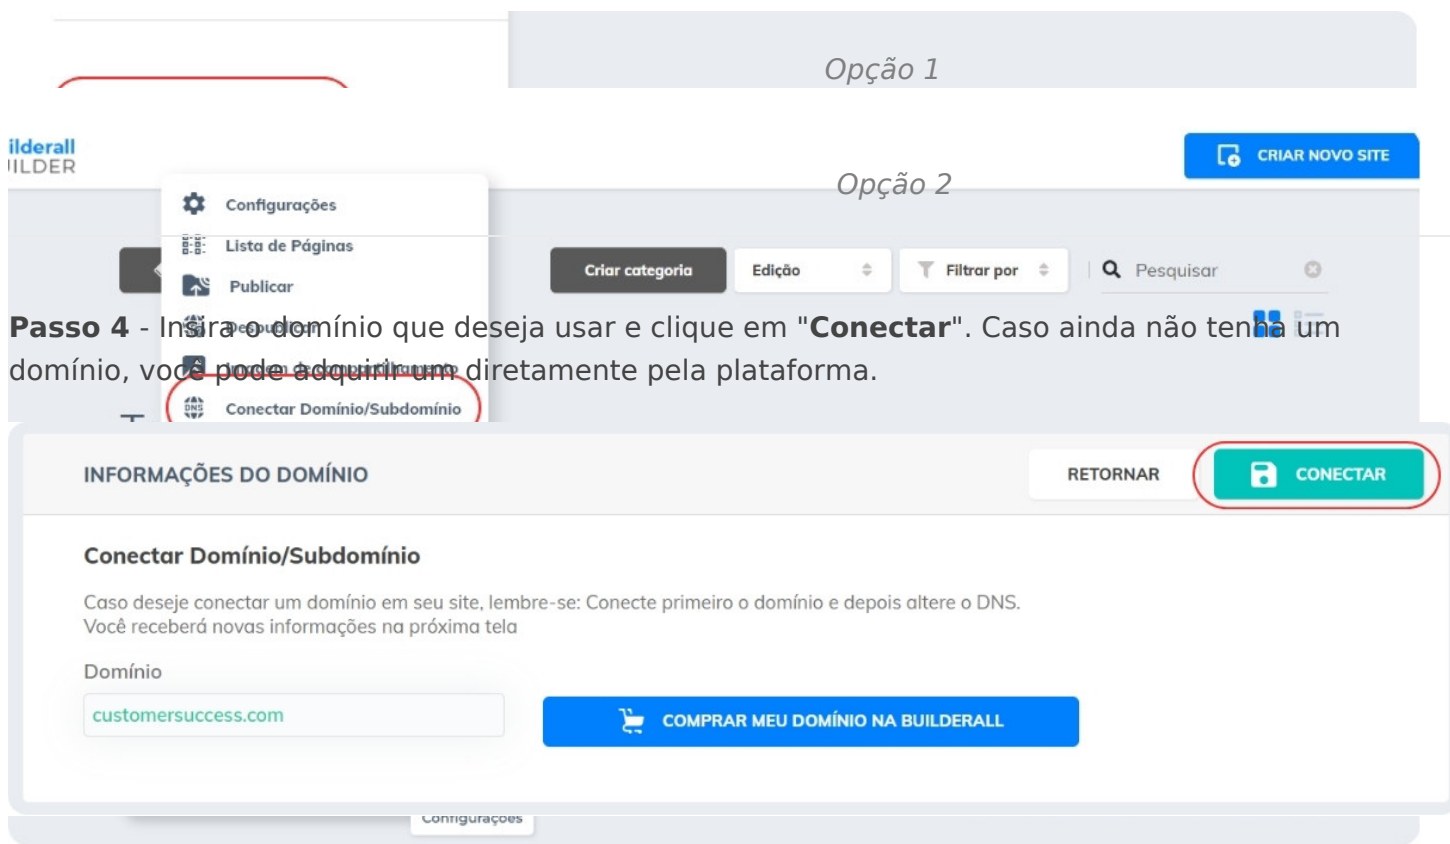 Opção 1
ilderall
ILDER
CRIAR NOVO SITE
Opção 2
Configurações
Lista de Páginas
Publicar
Despublicar
Imagem de compartilhamento
Conectar Domínio/Subdomínio
Criar categoria
Edição
Filtrar por
Pesquisar
Passo 4 - Insira o domínio que deseja usar e clique em "Conectar". Caso ainda não tenha um
domínio, você pode adquirir um diretamente pela plataforma.
INFORMAÇÕES DO DOMÍNIO
RETORNAR
CONECTAR
Conectar Domínio/Subdomínio
Caso deseje conectar um domínio em seu site, lembre-se: Conecte primeiro o domínio e depois altere o DNS.
Você receberá novas informações na próxima tela
Domínio
customersuccess.com
COMPRAR MEU DOMÍNIO NA BUILDERALL
Configurações